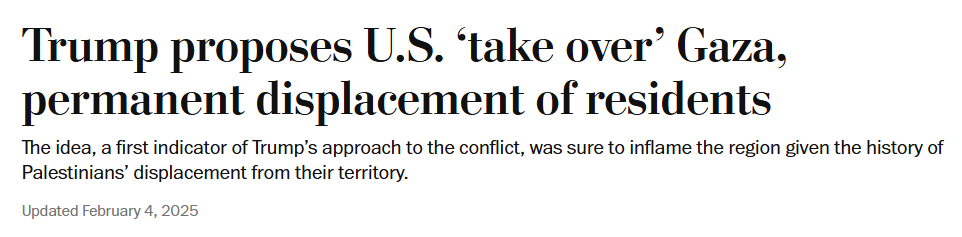 Trump proposes U.S. ‘take over’ Gaza,
permanent displacement of residents
The idea, a first indicator of Trump’s approach to the conflict, was sure to inflame the region given the history of
Palestinians’ displacement from their territory.
Updated February 4, 2025